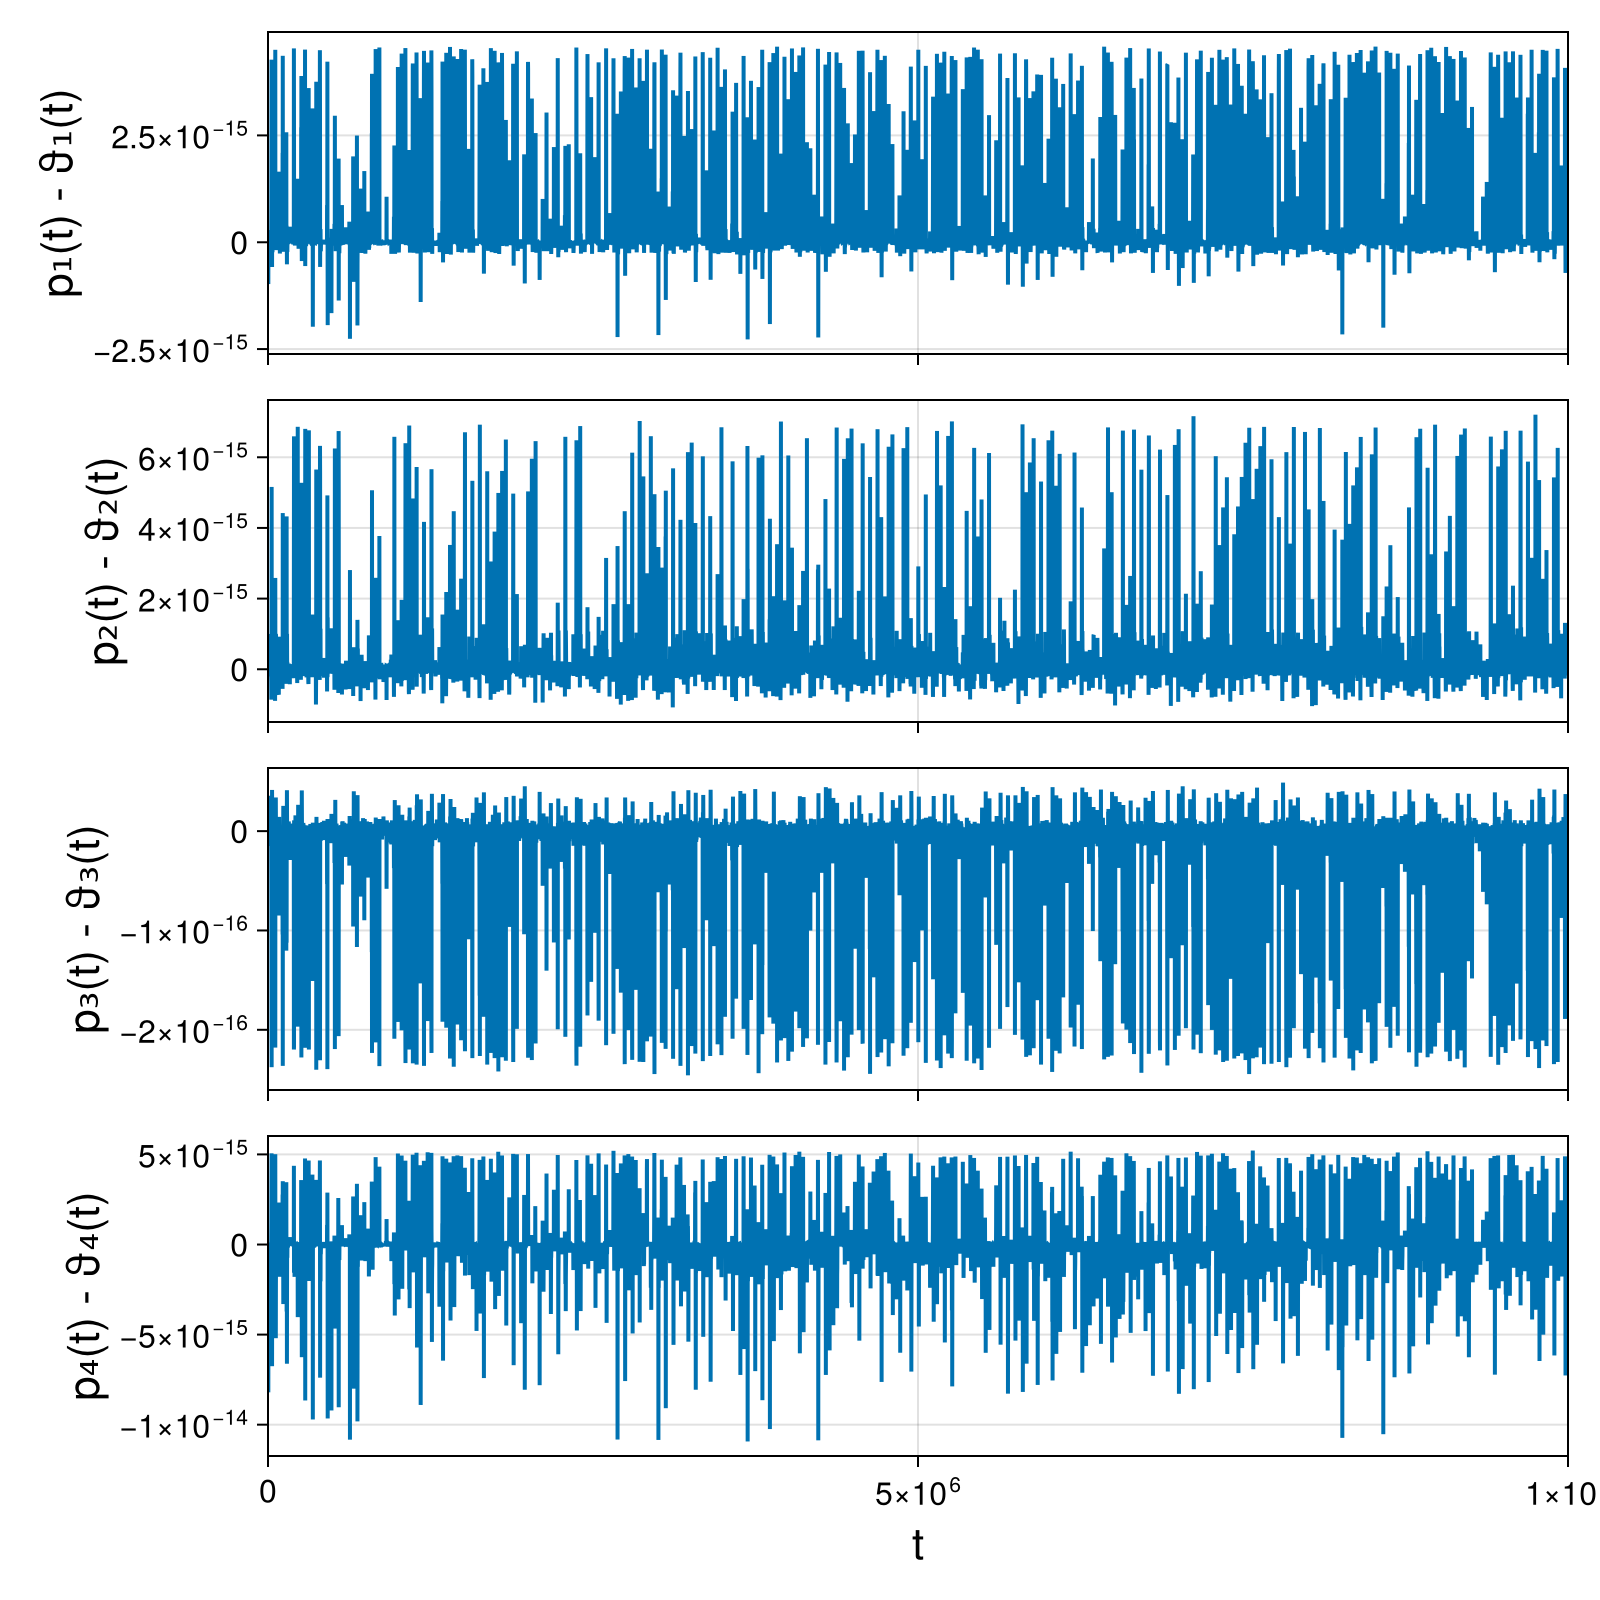 p₁(t) - ϑ₁(t)
2.5×10⁻¹⁵
0
−2.5×10⁻¹⁵
p₂(t) - ϑ₂(t)
6×10⁻¹⁵
4×10⁻¹⁵
2×10⁻¹⁵
0
p₃(t) - ϑ₃(t)
0
−1×10⁻¹⁶
−2×10⁻¹⁶
p₄(t) - ϑ₄(t)
5×10⁻¹⁵
0
−5×10⁻¹⁵
−1×10⁻¹⁴
0 5×10⁶ 1×10
t